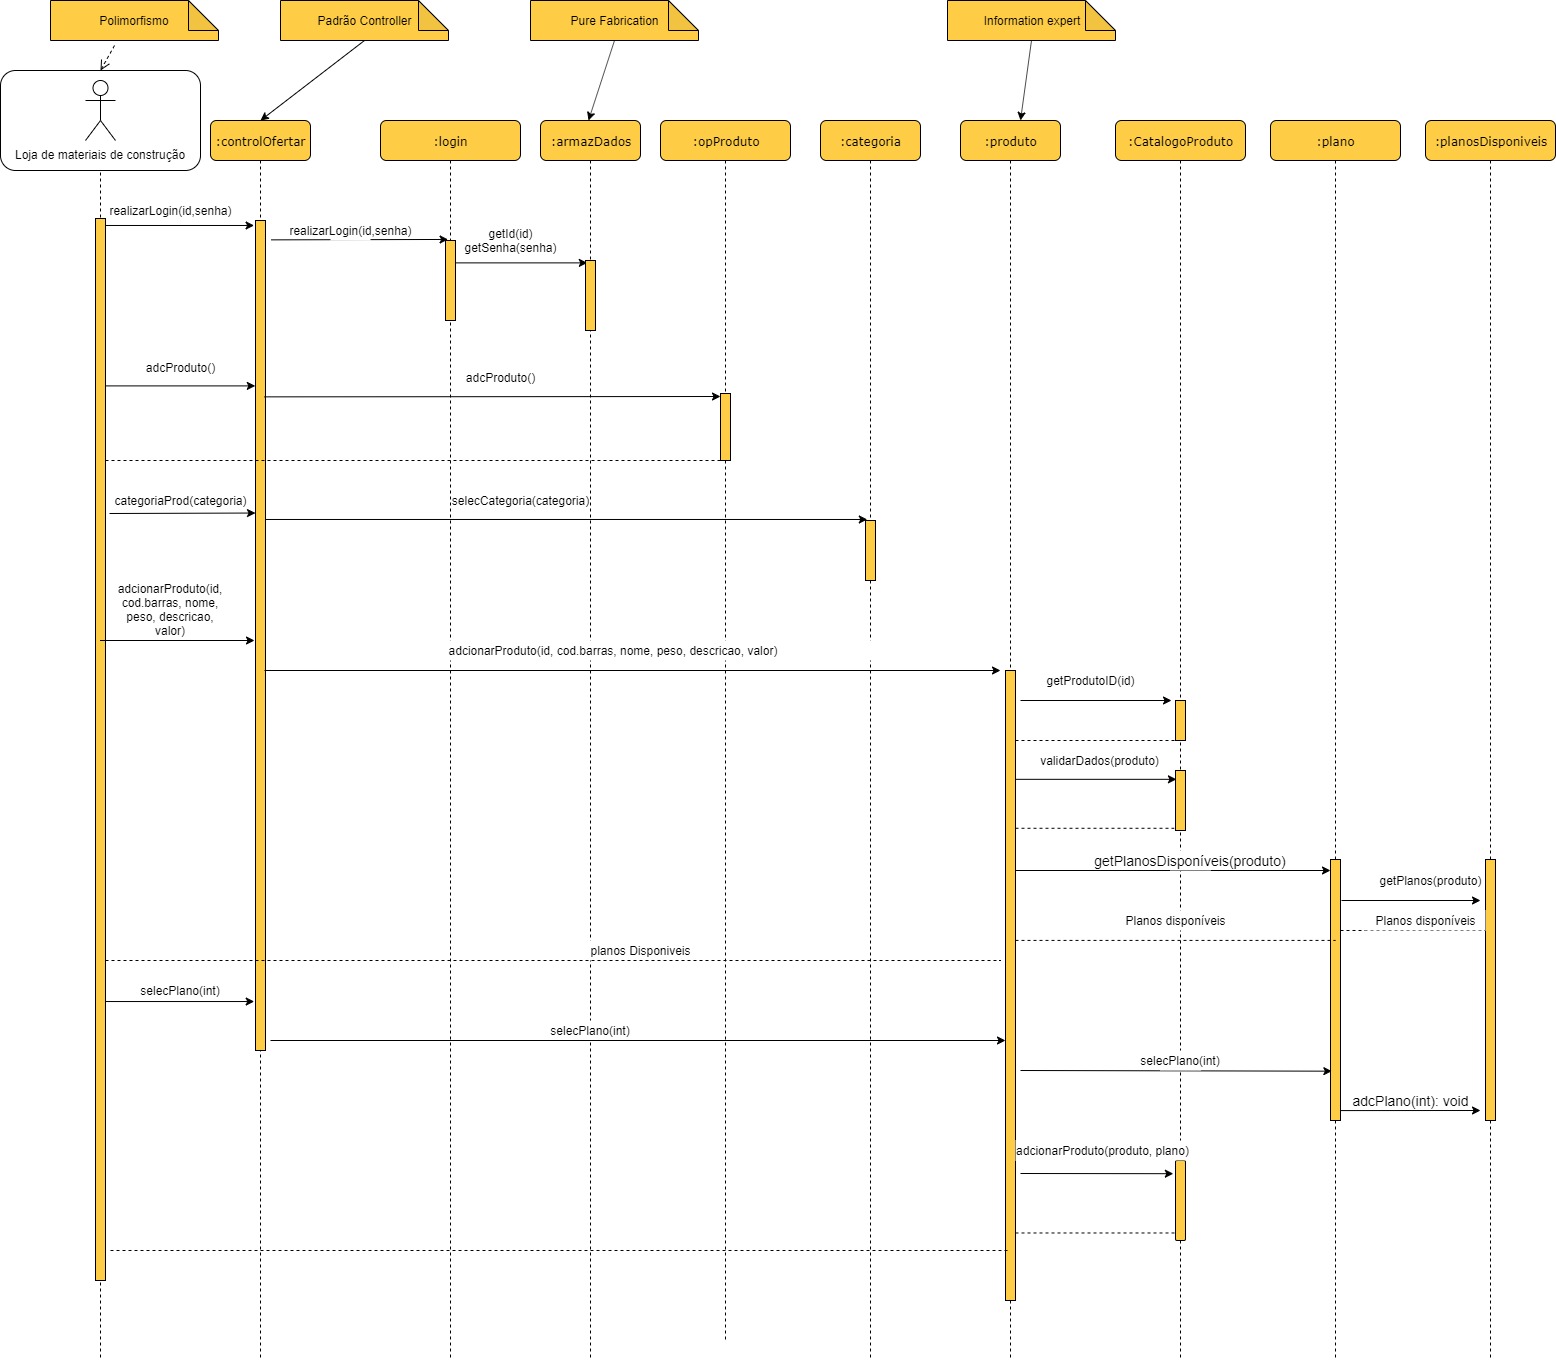 Polimorfismo
Padrão Controller
Pure Fabrication
Information expert
Loja de materiais de construção
:controlOfertar
:login
:armazDados
:opProduto
:categoria
:produto
:CatalogoProduto
:plano
:planosDisponiveis
realizarLogin(id,senha)
realizarLogin(id,senha)
getId(id)
getSenha(senha)
adcProduto()
adcProduto()
categoriaProd(categoria)
selecCategoria(categoria)
adcionarProduto(id,
cod.barras, nome,
peso, descricao,
valor)
adcionarProduto(id, cod.barras, nome, peso, descricao, valor)
getProdutoID(id)
validarDados(produto)
getPlanosDisponíveis(produto)
getPlanos(produto)
Planos disponíveis
Planos disponíveis
planos Disponiveis
selecPlano(int)
selecPlano(int)
selecPlano(int)
adcPlano(int): void
adcionarProduto(produto, plano)